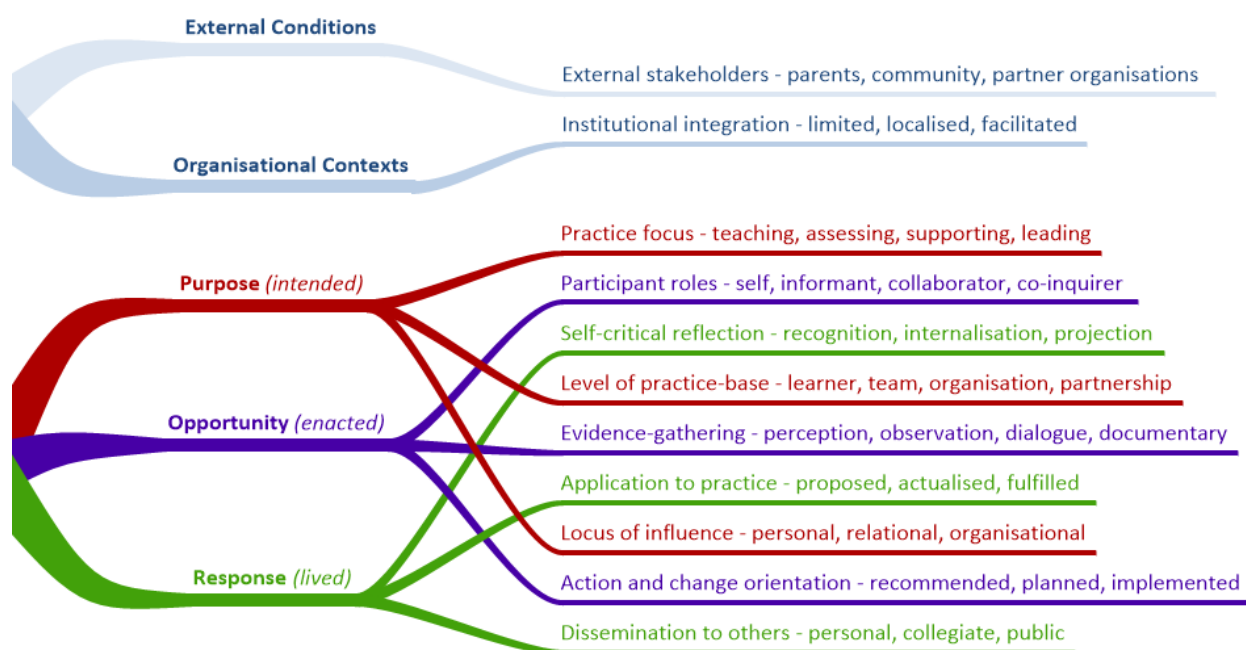 External Conditions
External stakeholders - parents, community, partner organisations
Institutional integration - limited, localised, facilitated
Organisational Contexts
Practice focus - teaching, assessing, supporting, leading
Purpose (intended)
Participant roles - self, informant, collaborator, co-inquirer
Self-critical reflection - recognition, internalisation, projection
Level of practice-base - learner, team, organisation, partnership
Opportunity (enacted)
Evidence-gathering - perception, observation, dialogue, documentary
Application to practice - proposed, actualised, fulfilled
Locus of influence - personal, relational, organisational
Response (lived)
Action and change orientation - recommended, planned, implemented
Dissemination to others - personal, collegiate, public